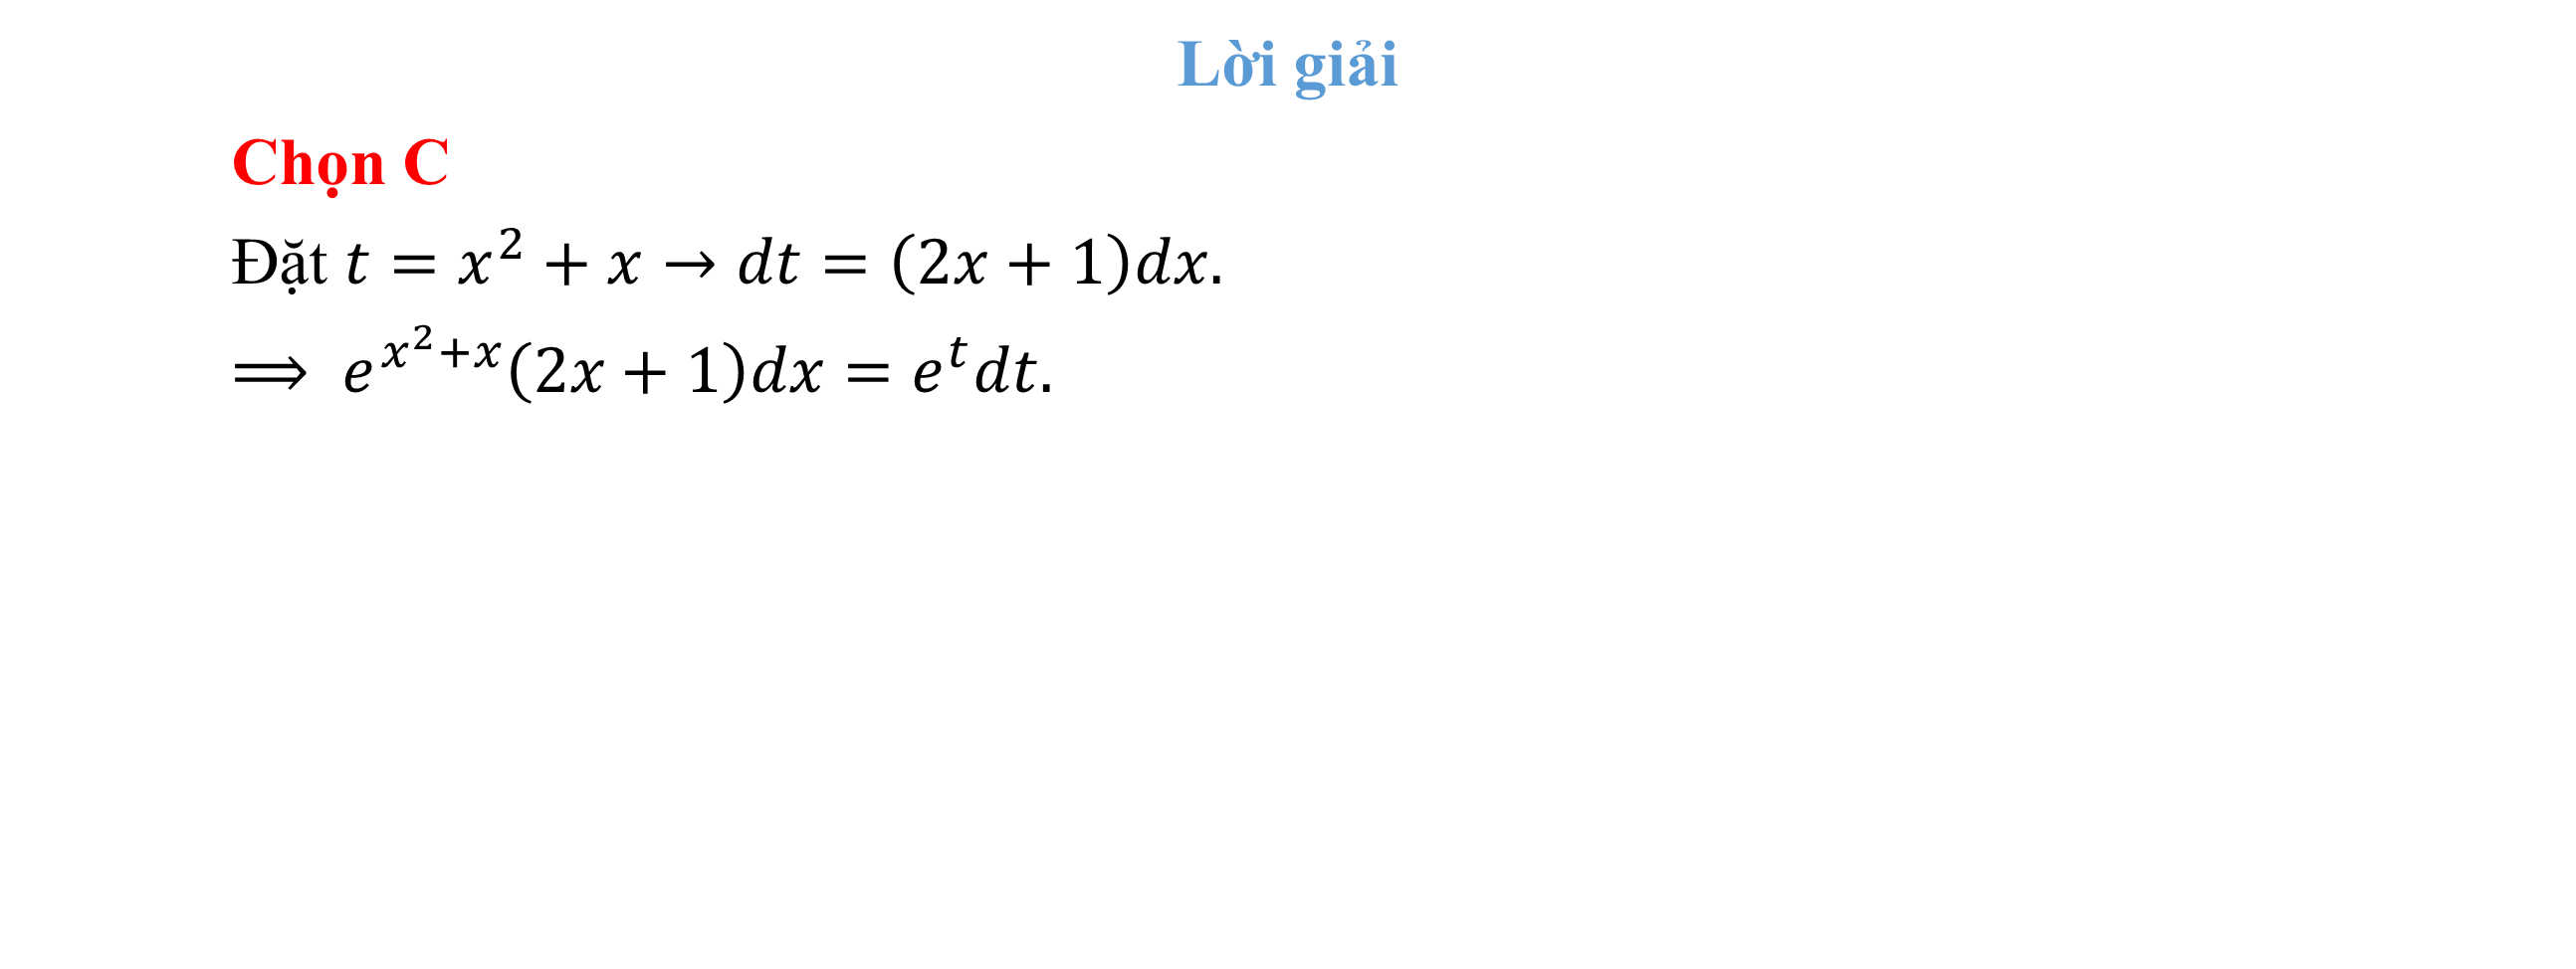 Lời giải
Chọn C
Đặt t = x² + x → dt = (2x + 1)dx.
⟹ e^{x²+x}(2x + 1)dx = e^t dt.